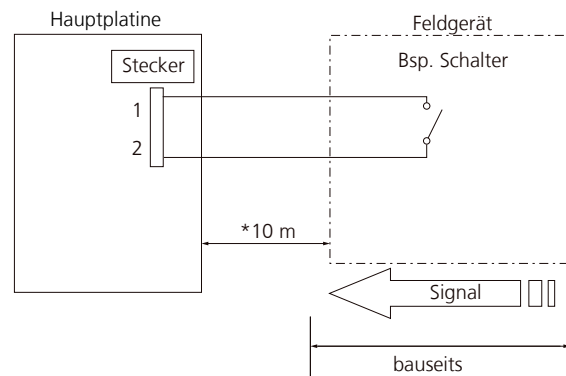 Hauptplatine
Feldgerät
Stecker
Bsp. Schalter
1
2
*10 m
Signal
bauseits